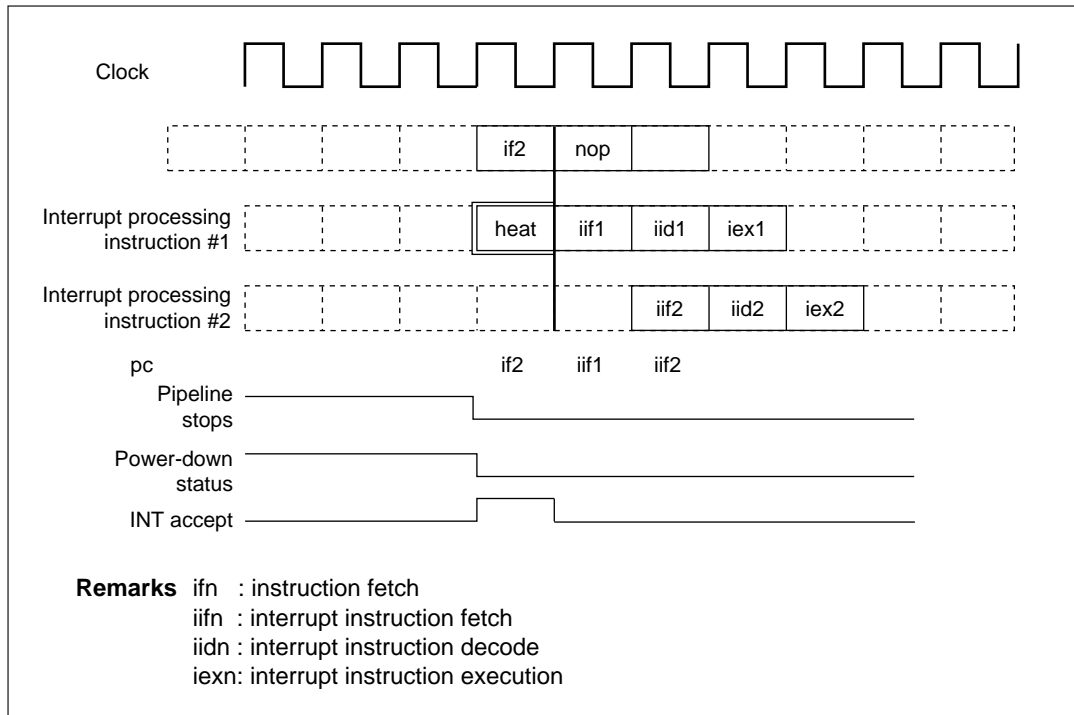 Clock
if2 nop
Interrupt processing
instruction #1
heat iif1 iid1 iex1
Interrupt processing
instruction #2
iif2 iid2 iex2
pc if2 iif1 iif2
Pipeline
stops
Power-down
status
INT accept
Remarks ifn : instruction fetch
iifn : interrupt instruction fetch
iidn : interrupt instruction decode
iexn: interrupt instruction execution